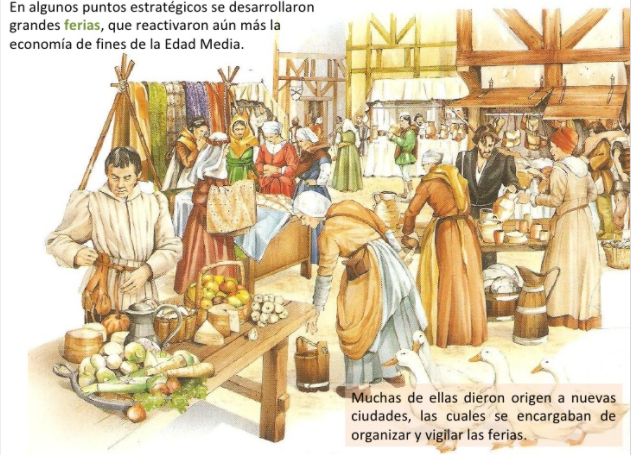 En algunos puntos estratégicos se desarrollaron
grandes ferias, que reactivaron aún más la
economía de fines de la Edad Media.
Muchas de ellas dieron origen a nuevas
ciudades, las cuales se encargaban de
organizar y vigilar las ferias.